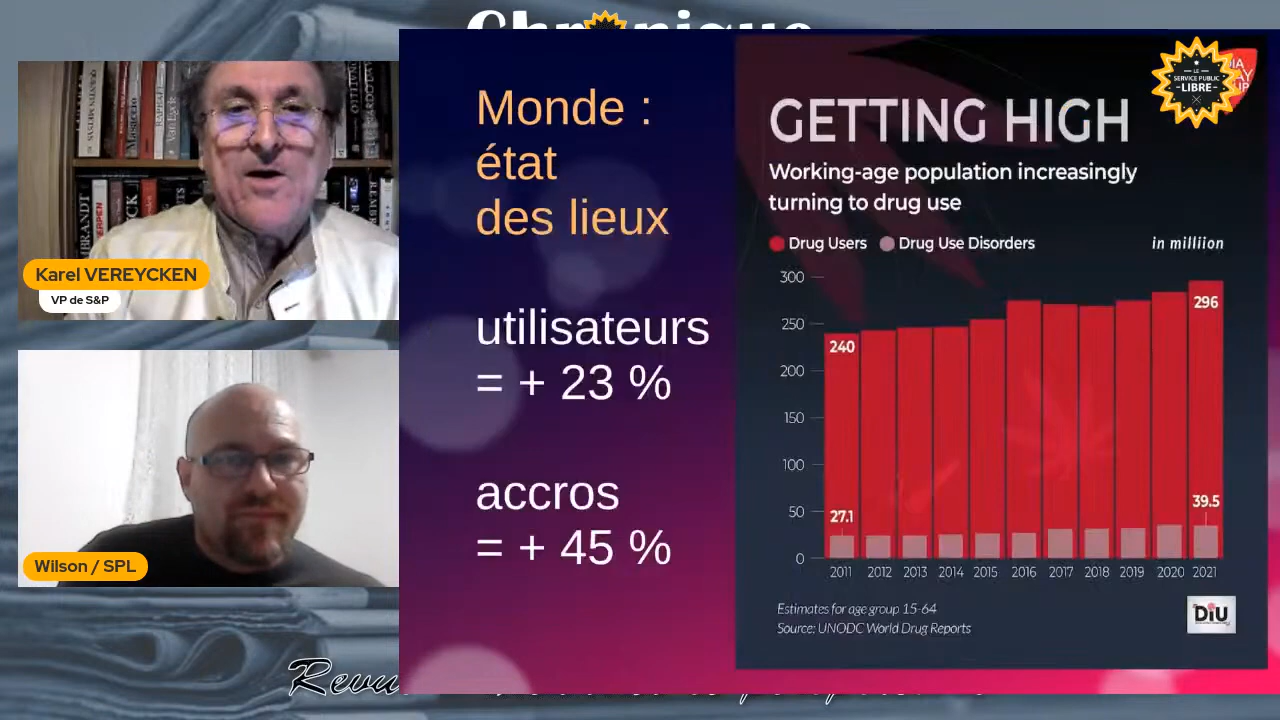 Chronique
Karel VEREYCKEN
VP de S&P
Wilson / SPL
Monde :
état
des lieux
utilisateurs
= + 23 %
accros
= + 45 %
LE
SERVICE PUBLIC
-LIBRE-
GETTING HIGH
Working-age population increasingly
turning to drug use
Drug Users Drug Use Disorders in milliion
300
250
200
150
100
50
0
240
296
27.1
39.5
2011 2012 2013 2014 2015 2016 2017 2018 2019 2020 2021
Estimates for age group 15-64
Source: UNODC World Drug Reports
DiU